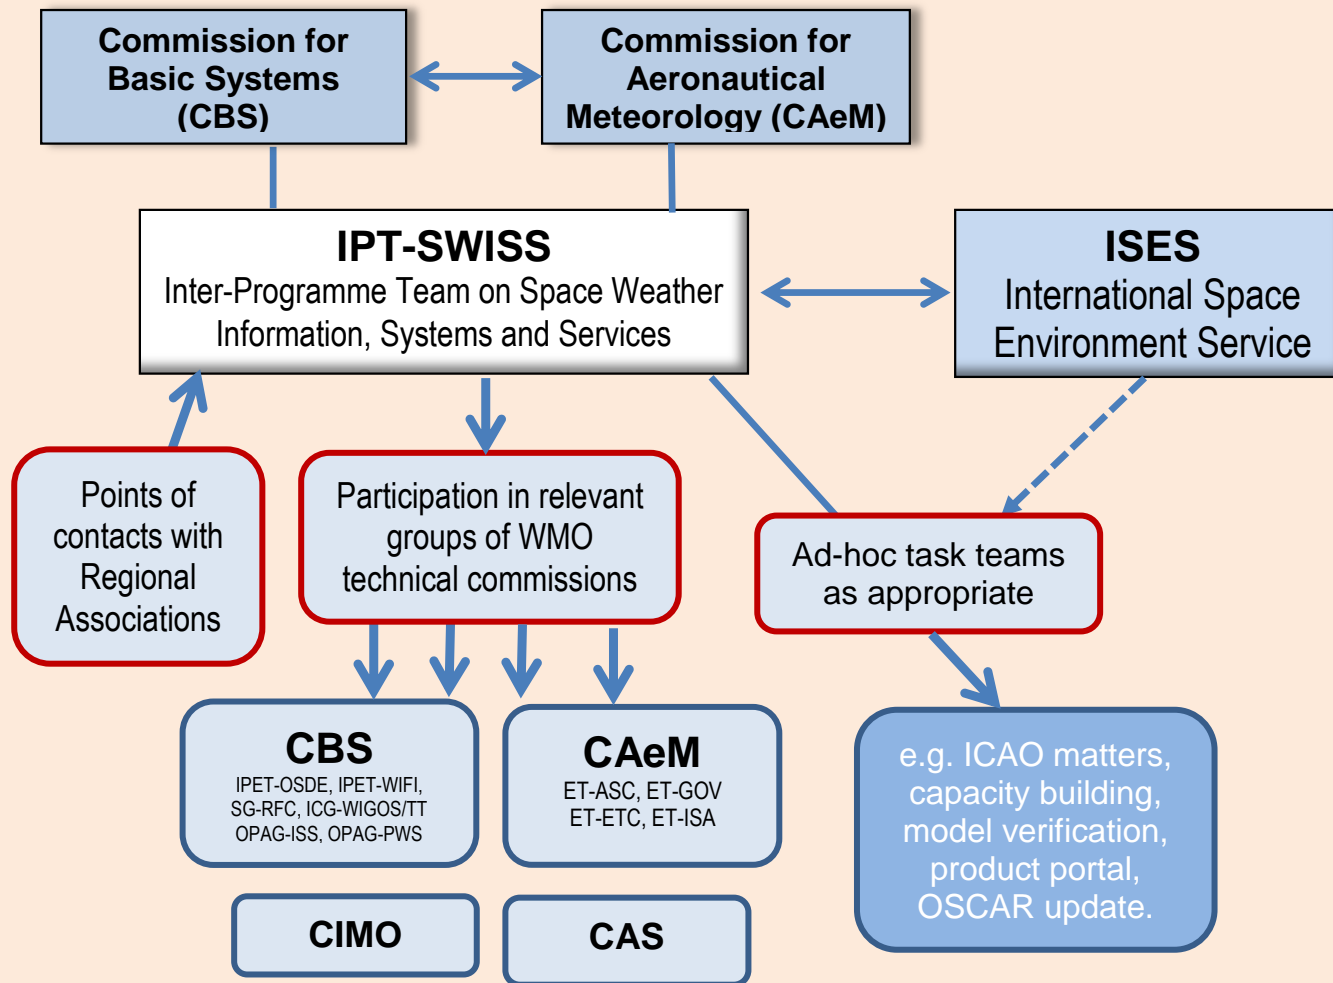 Commission for
Basic Systems
(CBS)
Commission for
Aeronautical
Meteorology (CAeM)
IPT-SWISS
Inter-Programme Team on Space Weather
Information, Systems and Services
ISES
International Space
Environment Service
Points of
contacts with
Regional
Associations
Participation in relevant
groups of WMO
technical commissions
Ad-hoc task teams
as appropriate
CBS
IPET-OSDE, IPET-WIFI,
SG-RFC, ICG-WIGOS/TT
OPAG-ISS, OPAG-PWS
CAeM
ET-ASC, ET-GOV
ET-ETC, ET-ISA
e.g. ICAO matters,
capacity building,
model verification,
product portal,
OSCAR update.
CIMO
CAS